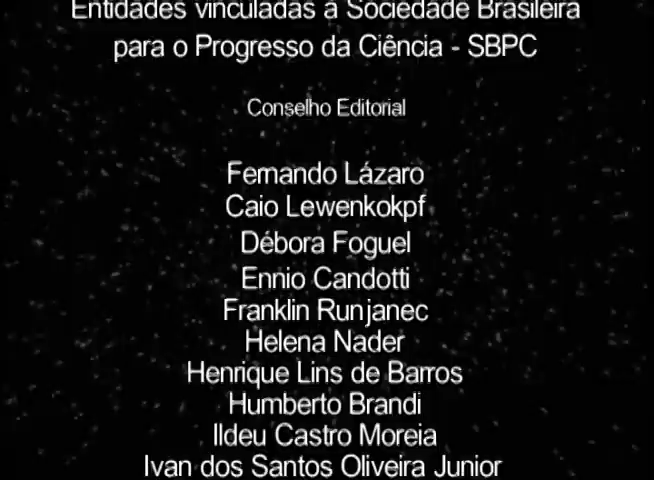 Entidades vinculadas à Sociedade Brasileira
para o Progresso da Ciência - SBPC
Conselho Editorial
Fernando Lázaro
Caio Lewenkokpf
Débora Foguel
Ennio Candotti
Franklin Runjanec
Helena Nader
Henrique Lins de Barros
Humberto Brandi
Ildeu Castro Moreia
Ivan dos Santos Oliveira Junior